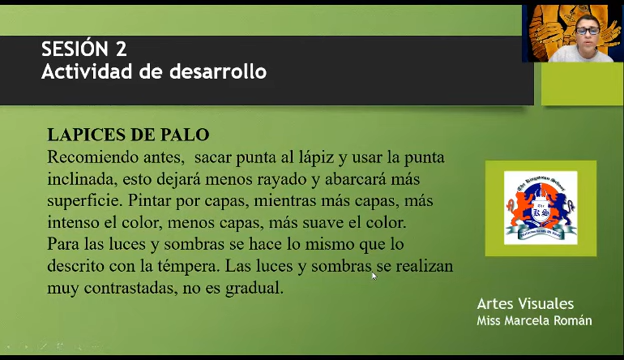 SESIÓN 2
Actividad de desarrollo
LAPICES DE PALO
Recomiendo antes, sacar punta al lápiz y usar la punta
inclinada, esto dejará menos rayado y abarcará más
superficie. Pintar por capas, mientras más capas, más
intenso el color, menos capas, más suave el color.
Para las luces y sombras se hace lo mismo que lo
descrito con la témpera. Las luces y sombras se realizan
muy contrastadas, no es gradual.
KS
Artes Visuales
Miss Marcela Román